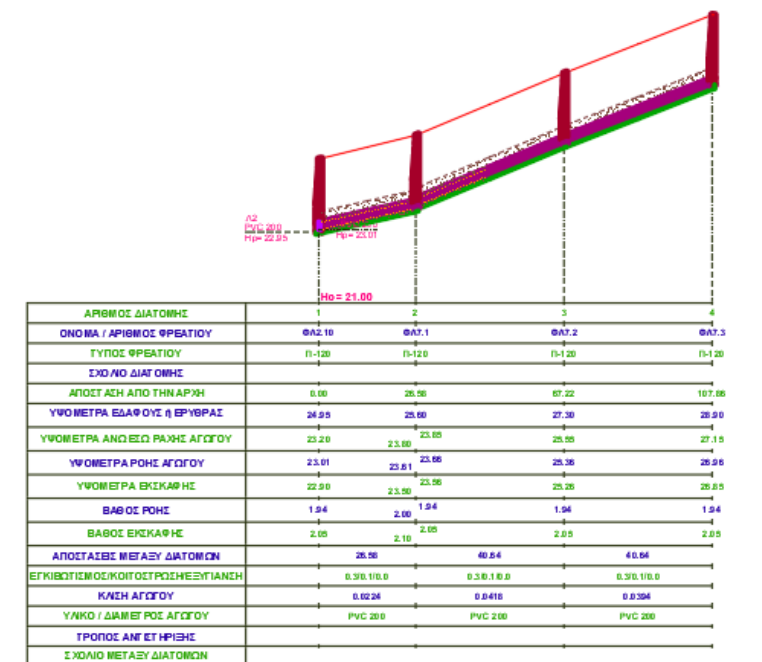 Λ2
PVC 200
Hp= 22.95
Hp= 23.01
Ho= 21.00
ΑΡΙΘΜΟΣ ΔΙΑΤΟΜΗΣ 1 2 3 4
ΟΝΟΜΑ / ΑΡΙΘΜΟΣ ΦΡΕΑΤΙΟΥ ΦΛ2.10 ΦΛ7.1 ΦΛ7.2 ΦΛ7.3
ΤΥΠΟΣ ΦΡΕΑΤΙΟΥ Π-120 Π-120 Π-120 Π-120
ΣΧΟΛΙΟ ΔΙΑΤΟΜΗΣ
ΑΠΟΣΤΑΣΗ ΑΠΟ ΤΗΝ ΑΡΧΗ 0.00 26.58 67.22 107.86
ΥΨΟΜΕΤΡΑ ΕΔΑΦΟΥΣ ή ΕΡΥΘΡΑΣ 24.95 25.60 27.30 28.90
ΥΨΟΜΕΤΡΑ ΑΝΩ ΕΣΩ ΡΑΧΗΣ ΑΓΩΓΟΥ 23.20 23.80 23.85 25.55 27.15
ΥΨΟΜΕΤΡΑ ΡΟΗΣ ΑΓΩΓΟΥ 23.01 23.61 23.66 25.36 26.96
ΥΨΟΜΕΤΡΑ ΕΚΣΚΑΦΗΣ 22.90 23.50 23.56 25.26 26.85
ΒΑΘΟΣ ΡΟΗΣ 1.94 2.00 1.94 1.94 1.94
ΒΑΘΟΣ ΕΚΣΚΑΦΗΣ 2.05 2.10 2.05 2.05 2.05
ΑΠΟΣΤΑΣΕΙΣ ΜΕΤΑΞΥ ΔΙΑΤΟΜΩΝ 26.58 40.64 40.64
ΕΓΚΙΒΩΤΙΣΜΟΣ/ΚΟΙΤΟΣΤΡΩΣΗ/ΕΞΥΓΙΑΝΣΗ 0.3/0.1/0.0 0.3/0.1/0.0 0.3/0.1/0.0
ΚΛΙΣΗ ΑΓΩΓΟΥ 0.0224 0.0418 0.0394
ΥΛΙΚΟ / ΔΙΑΜΕΤΡΟΣ ΑΓΩΓΟΥ PVC 200 PVC 200 PVC 200
ΤΡΟΠΟΣ ΑΝΤΙΣΤΗΡΙΞΗΣ
ΣΧΟΛΙΟ ΜΕΤΑΞΥ ΔΙΑΤΟΜΩΝ